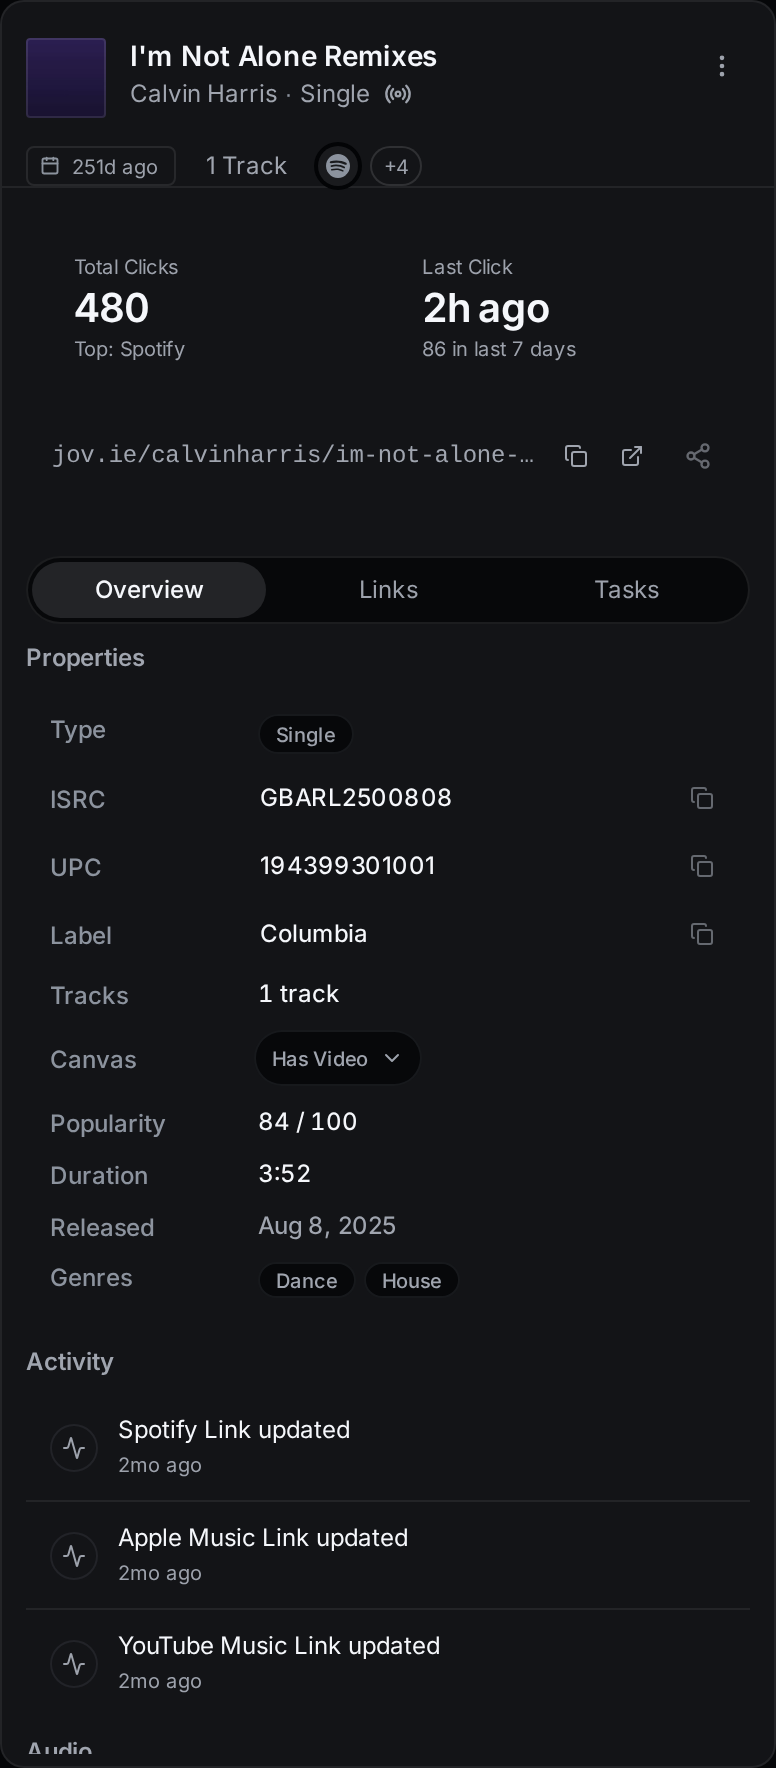 I'm Not Alone Remixes
Calvin Harris · Single
251d ago 1 Track +4
Total Clicks Last Click
480 2h ago
Top: Spotify 86 in last 7 days
jov.ie/calvinharris/im-not-alone-…
Overview Links Tasks
Properties
Type Single
ISRC GBARL2500808
UPC 194399301001
Label Columbia
Tracks 1 track
Canvas Has Video
Popularity 84 / 100
Duration 3:52
Released Aug 8, 2025
Genres Dance House
Activity
Spotify Link updated
2mo ago
Apple Music Link updated
2mo ago
YouTube Music Link updated
2mo ago
Audio